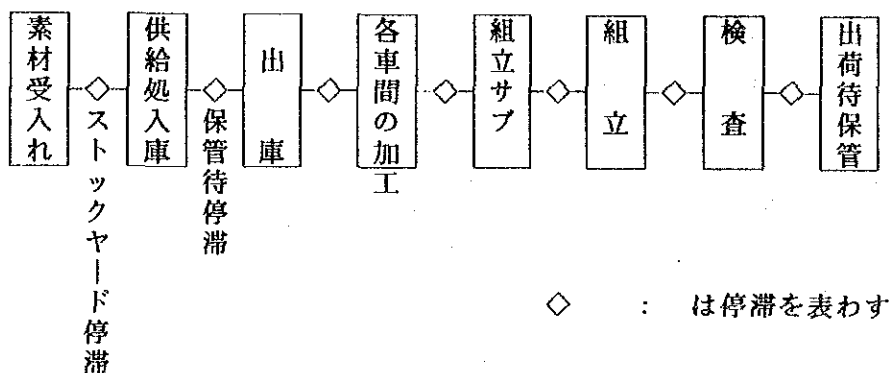 素材受入れ
ストックヤード停滞
供給処入庫
保管待停滞
出庫
各車間の加工
組立サブ
組立
検査
出荷待保管
◇ : は停滞を表わす